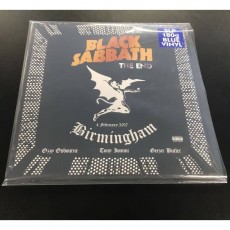 BLACK
SABBATH
THE END
180g
BLUE
VINYL
4 February 2017
Birmingham
Ozzy Osbourne Tony Iommi Geezer Butler